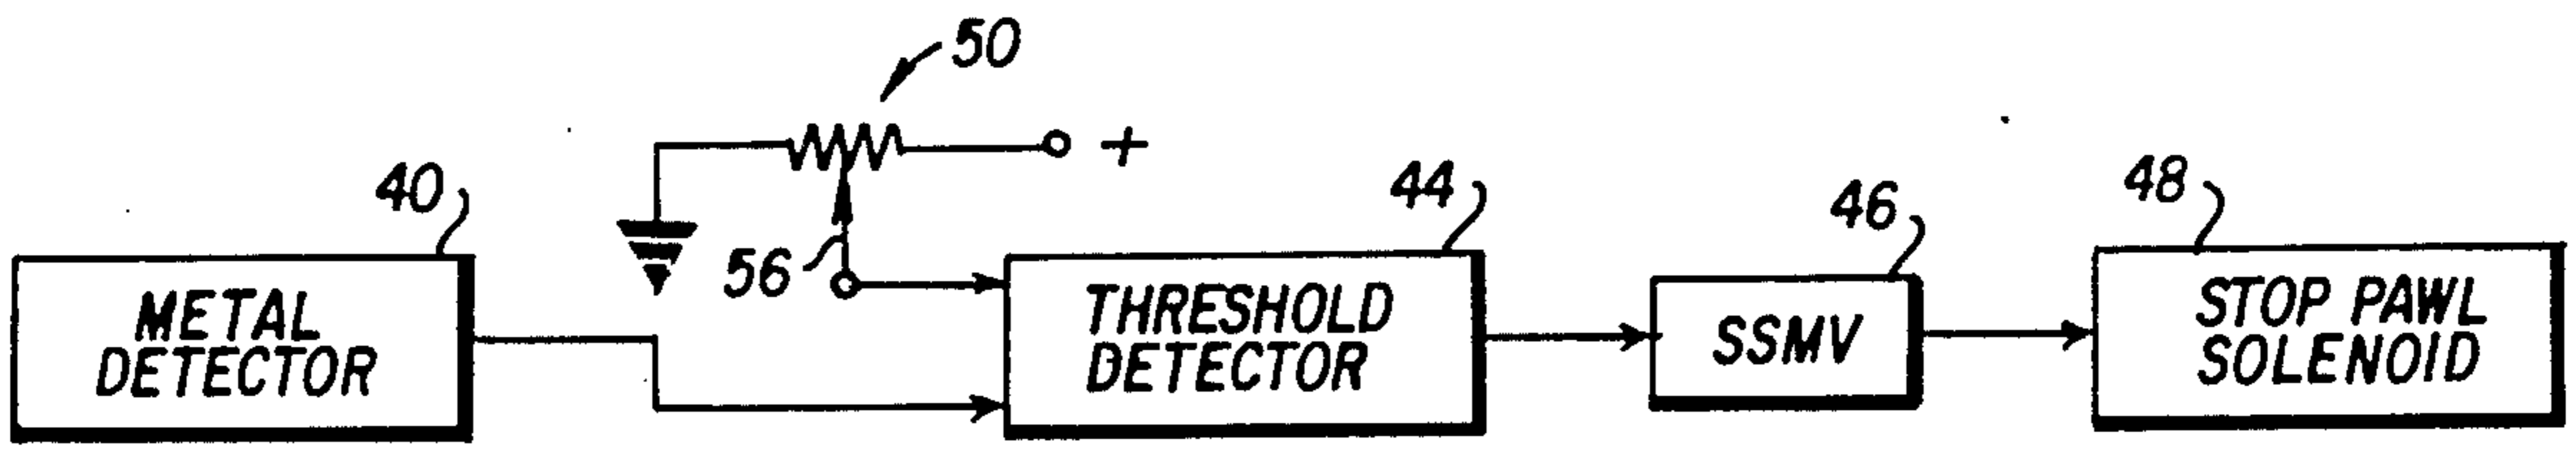 50
+
40
44
46
48
56
METAL
DETECTOR
THRESHOLD
DETECTOR
SSMV
STOP PAWL
SOLENOID